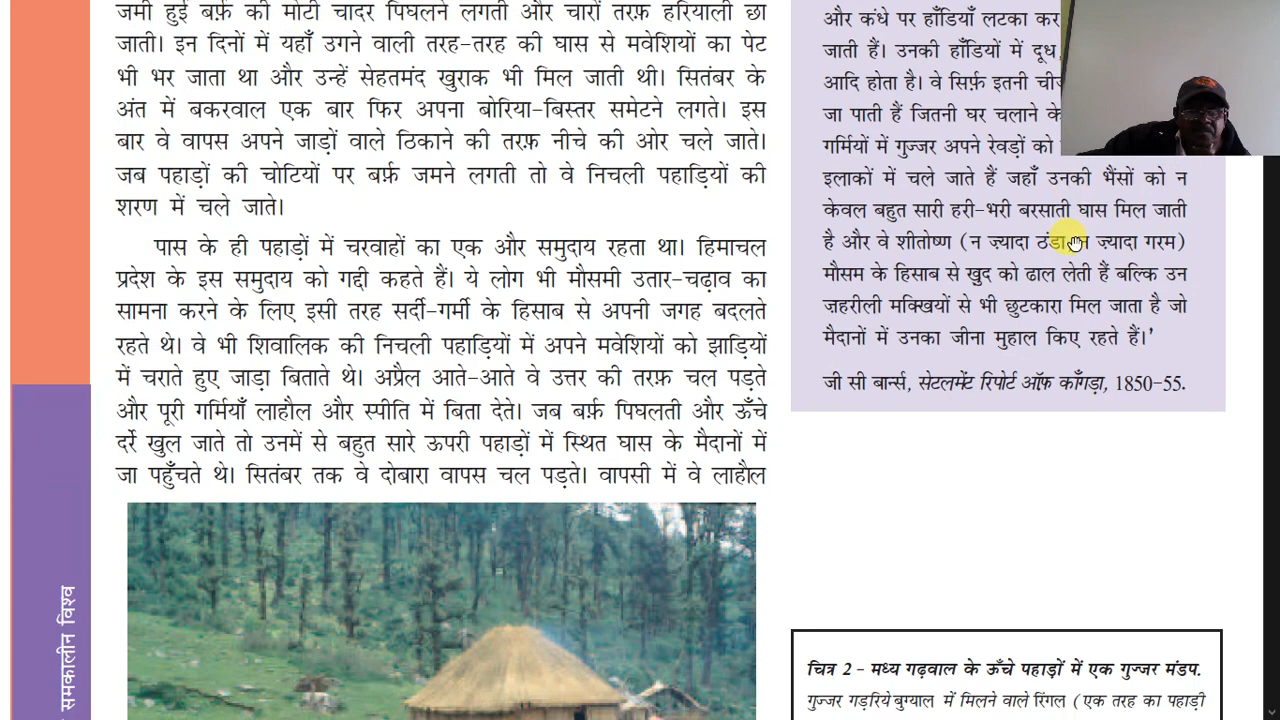 जमी हुई बर्फ़ की मोटी चादर पिघलने लगती और चारों तरफ़ हरियाली छा
जाती। इन दिनों में यहाँ उगने वाली तरह-तरह की घास से मवेशियों का पेट
भी भर जाता था और उन्हें सेहतमंद खुराक भी मिल जाती थी। सितंबर के
अंत में बकरवाल एक बार फिर अपना बोरिया-बिस्तर समेटने लगते। इस
बार वे वापस अपने जाड़ों वाले ठिकाने की तरफ़ नीचे की ओर चले जाते।
जब पहाड़ों की चोटियों पर बर्फ़ जमने लगती तो वे निचली पहाड़ियों की
शरण में चले जाते।
पास के ही पहाड़ों में चरवाहों का एक और समुदाय रहता था। हिमाचल
प्रदेश के इस समुदाय को गद्दी कहते हैं। ये लोग भी मौसमी उतार-चढ़ाव का
सामना करने के लिए इसी तरह सर्दी-गर्मी के हिसाब से अपनी जगह बदलते
रहते थे। वे भी शिवालिक की निचली पहाड़ियों में अपने मवेशियों को झाड़ियों
में चराते हुए जाड़ा बिताते थे। अप्रैल आते-आते वे उत्तर की तरफ़ चल पड़ते
और पूरी गर्मियाँ लाहौल और स्पीति में बिता देते। जब बर्फ़ पिघलती और ऊँचे
दर्रे खुल जाते तो उनमें से बहुत सारे ऊपरी पहाड़ों में स्थित घास के मैदानों में
जा पहुँचते थे। सितंबर तक वे दोबारा वापस चल पड़ते। वापसी में वे लाहौल
और कंधे पर हाँडियाँ लटका कर
जाती हैं। उनकी हाँडियों में दूध,
आदि होता है। वे सिर्फ़ इतनी
जा पाती हैं जितनी घर चलाने के
गर्मियों में गुज्जर अपने रेवड़ों को
इलाकों में चले जाते हैं जहाँ उनकी भैंसों को न
केवल बहुत सारी हरी-भरी बरसाती घास मिल जाती
है और वे शीतोष्ण (न ज्यादा ठंडा न ज्यादा गरम)
मौसम के हिसाब से खुद को ढाल लेती हैं बल्कि उन
ज़हरीली मक्खियों से भी छुटकारा मिल जाता है जो
मैदानों में उनका जीना मुहाल किए रहते हैं।'
जी सी बार्न्स, सेटलमेंट रिपोर्ट ऑफ़ काँगड़ा, 1850-55.
चित्र 2 - मध्य गढ़वाल के ऊँचे पहाड़ों में एक गुज्जर मंडप.
गुज्जर गड़रिये बुग्याल में मिलने वाले रिंगल (एक तरह का पहाड़ी
समकालीन विश्व